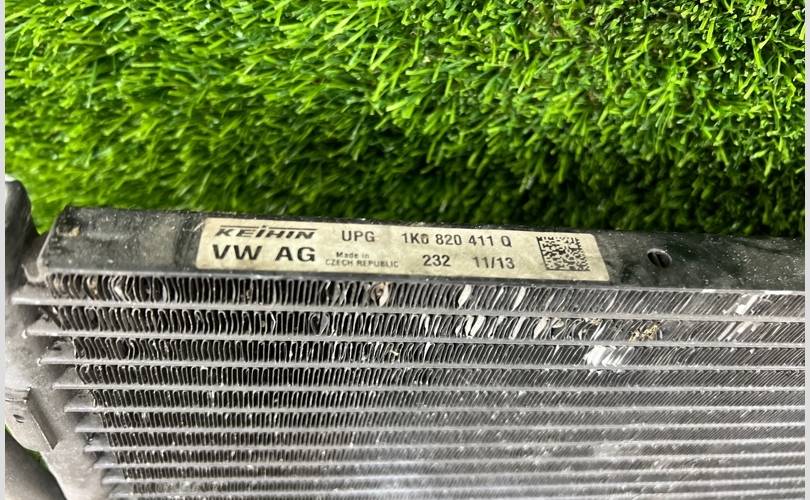 KEIHIN UPG 1K0 820 411 Q
VW AG Made in CZECH REPUBLIC 232 11/13